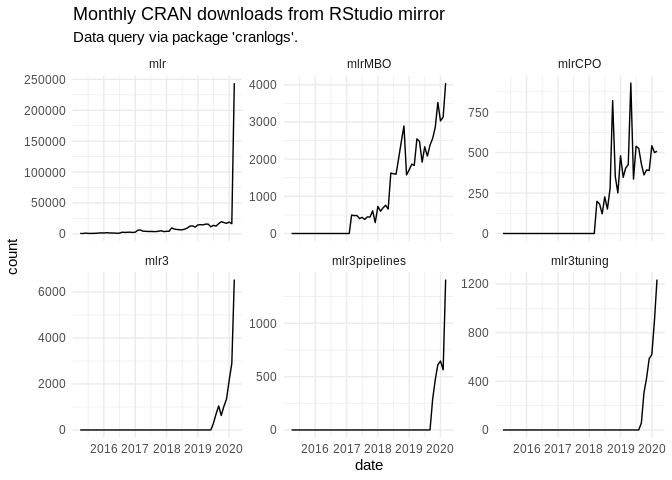 Monthly CRAN downloads from RStudio mirror
Data query via package 'cranlogs'.
mlr
mlrMBO
mlrCPO
250000
200000
150000
100000
50000
0
4000
3000
2000
1000
0
750
500
250
0
count
mlr3
mlr3pipelines
mlr3tuning
6000
4000
2000
0
1000
500
0
1200
800
400
0
2016 2017 2018 2019 2020
2016 2017 2018 2019 2020
2016 2017 2018 2019 2020
date